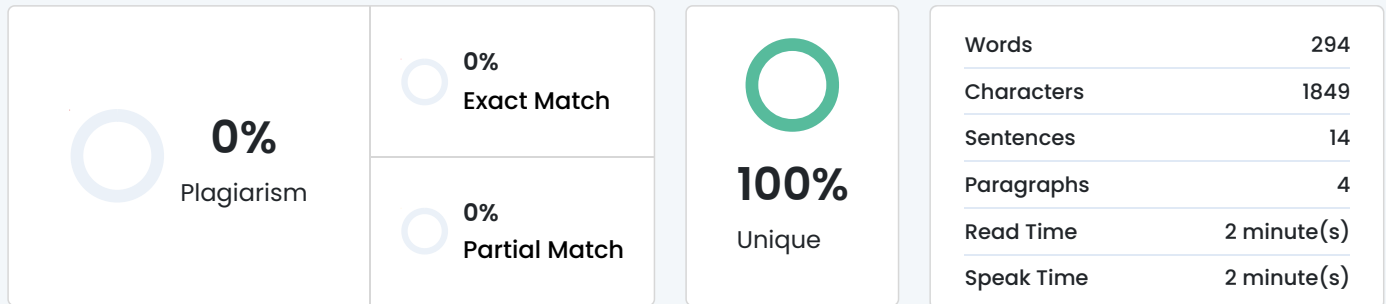 0%
Plagiarism
0%
Exact Match
0%
Partial Match
100%
Unique
Words 294
Characters 1849
Sentences 14
Paragraphs 4
Read Time 2 minute(s)
Speak Time 2 minute(s)